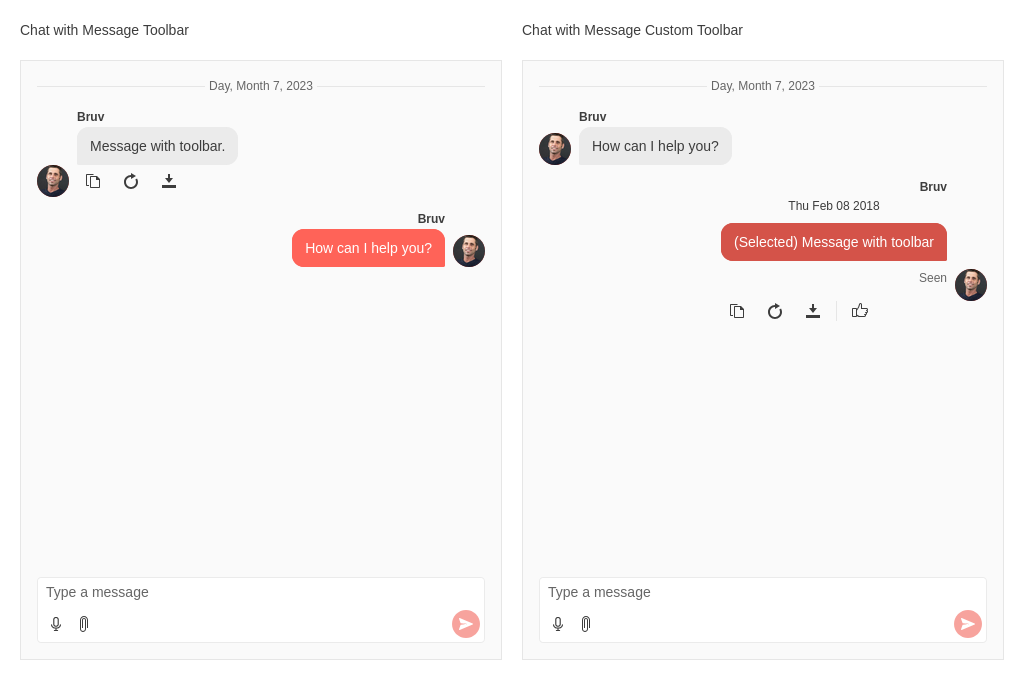 Chat with Message Toolbar
Day, Month 7, 2023
Bruv
Message with toolbar.
Bruv
How can I help you?
Type a message
Chat with Message Custom Toolbar
Day, Month 7, 2023
Bruv
How can I help you?
Bruv
Thu Feb 08 2018
(Selected) Message with toolbar
Seen
Type a message